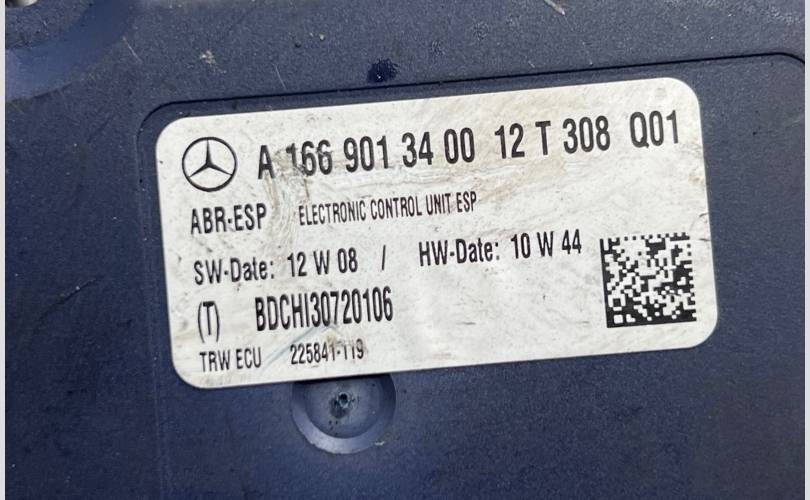 A 166 901 34 00 12 T 308 Q01
ABR-ESP ELECTRONIC CONTROL UNIT ESP
SW-Date: 12 W 08 / HW-Date: 10 W 44
(T) BDCHI30720106
TRW ECU 225841-119